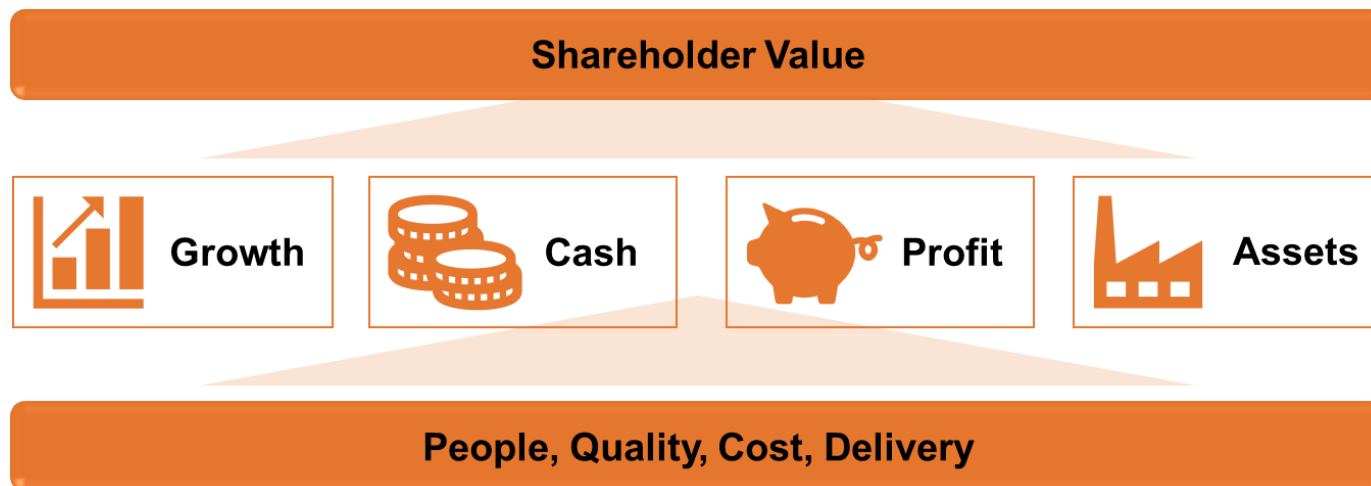 Shareholder Value
Growth
Cash
Profit
Assets
People, Quality, Cost, Delivery